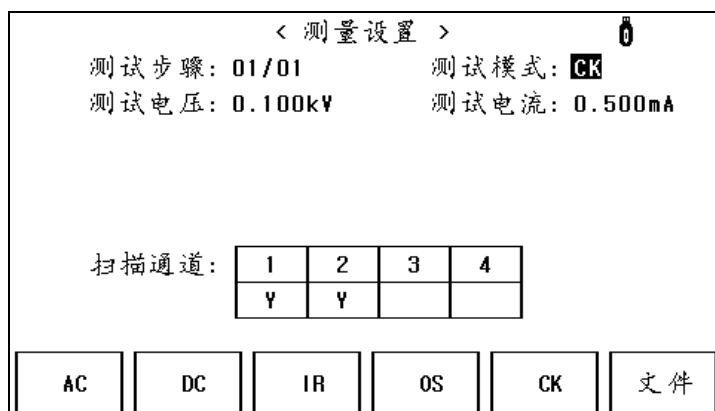 < 测量设置 >
测试步骤: 01/01 测试模式: CK
测试电压: 0.100kV 测试电流: 0.500mA
扫描通道: 1 2 3 4
Y Y
AC DC IR OS CK 文件